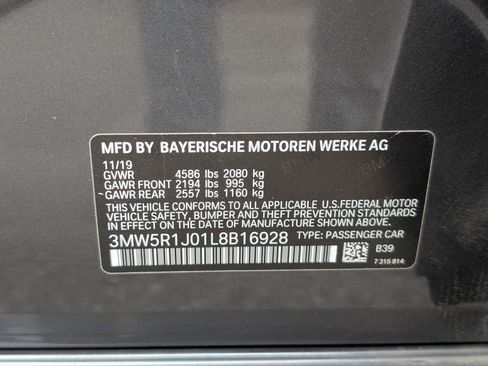 MFD BY BAYERISCHE MOTOREN WERKE AG
11/19
GVWR 4586 lbs 2080 kg
GAWR FRONT 2194 lbs 995 kg
GAWR REAR 2557 lbs 1160 kg
THIS VEHICLE CONFORMS TO ALL APPLICABLE U.S.FEDERAL MOTOR
VEHICLE SAFETY, BUMPER AND THEFT PREVENTION STANDARDS
IN EFFECT ON THE DATE OF MANUFACTURE SHOWN ABOVE.
3MW5R1J01L8B16928 TYPE: PASSENGER CAR
B39
7 315 814